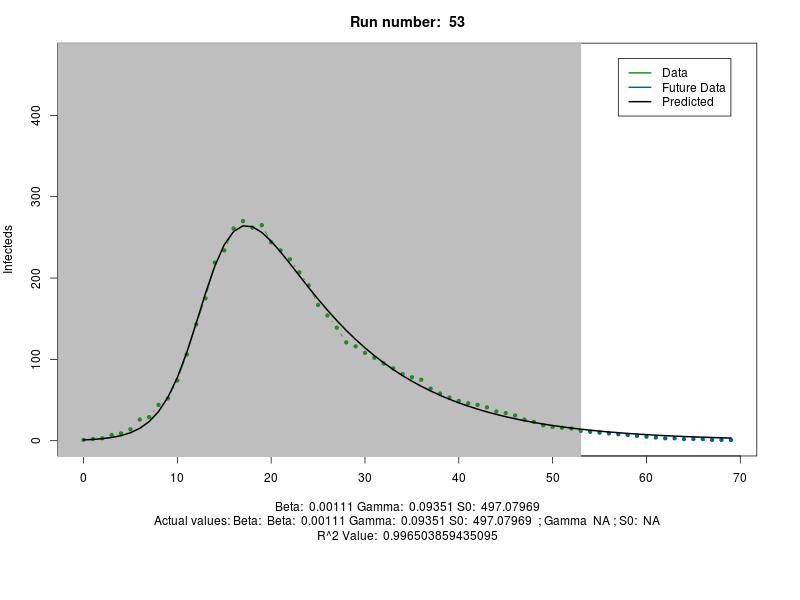 Run number:  53
Data
Future Data
Predicted
400
300
200
100
0
Infecteds
0 10 20 30 40 50 60 70
Beta:  0.00111 Gamma:  0.09351 S0:  497.07969
Actual values: Beta:  Beta:  0.00111 Gamma:  0.09351 S0:  497.07969  ; Gamma  NA ; S0:  NA
R^2 Value:  0.996503859435095